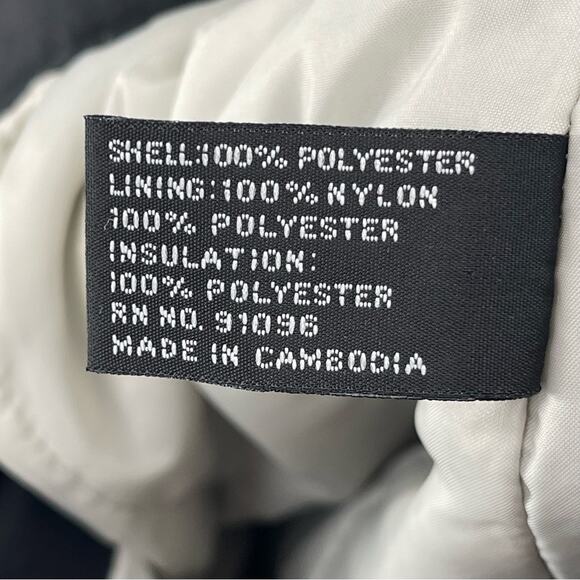 SHELL:100% POLYESTER
LINING:100% NYLON
100% POLYESTER
INSULATION:
100% POLYESTER
RN NO. 91096
MADE IN CAMBODIA